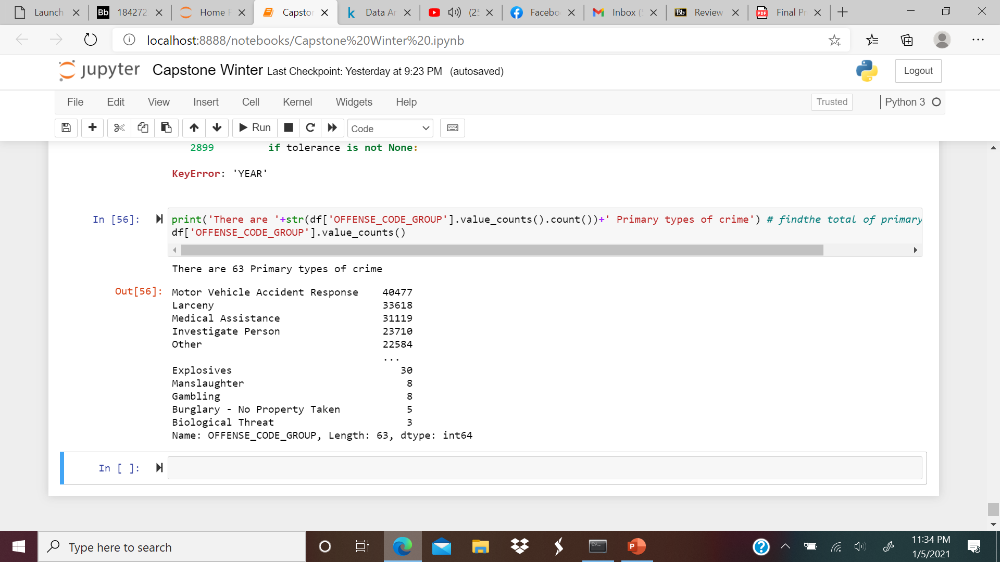 Launch
184272
Home P
Capston
Data An
(25
Facebo
Inbox (
Review
Final Pr
localhost:8888/notebooks/Capstone%20Winter%20.ipynb
jupyter Capstone Winter Last Checkpoint: Yesterday at 9:23 PM (autosaved)
Logout
File Edit View Insert Cell Kernel Widgets Help
Trusted
Python 3
Run
Code
2899 if tolerance is not None:
KeyError: 'YEAR'
In [56]: print('There are '+str(df['OFFENSE_CODE_GROUP'].value_counts().count())+' Primary types of crime') # findthe total of primary
df['OFFENSE_CODE_GROUP'].value_counts()
There are 63 Primary types of crime
Out[56]: Motor Vehicle Accident Response 40477
Larceny 33618
Medical Assistance 31119
Investigate Person 23710
Other 22584
...
Explosives 30
Manslaughter 8
Gambling 8
Burglary - No Property Taken 5
Biological Threat 3
Name: OFFENSE_CODE_GROUP, Length: 63, dtype: int64
In [ ]:
Type here to search
11:34 PM
1/5/2021